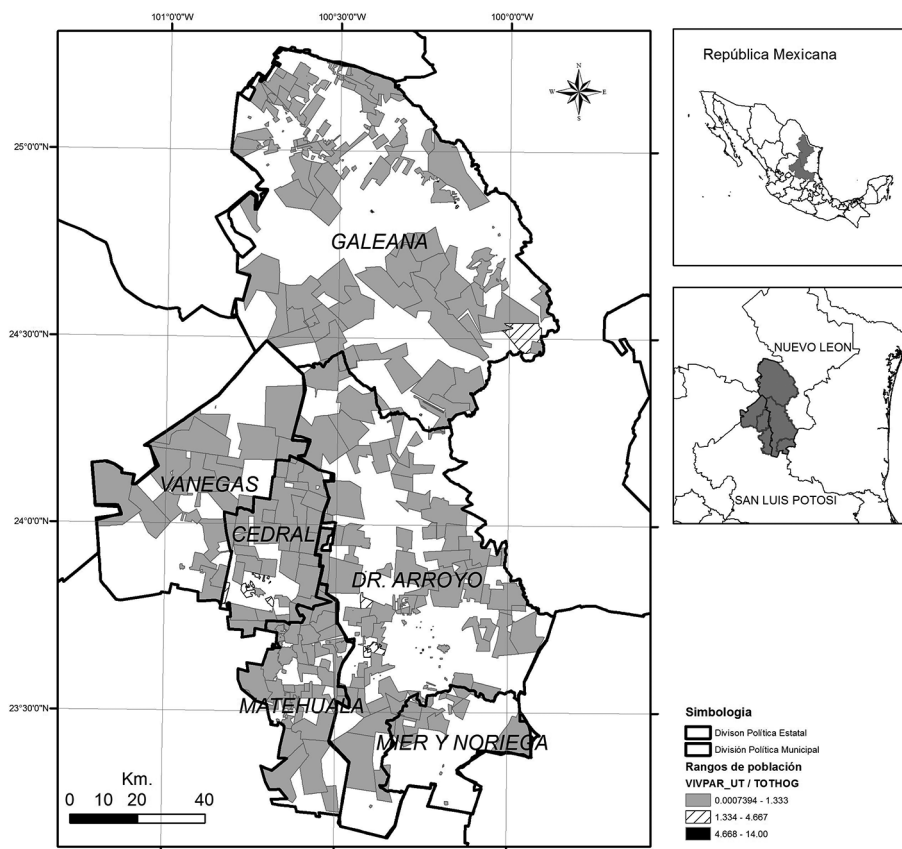 101°0'0"W
100°30'0"W
100°0'0"W
N
W
E
S
25°0'0"N
24°30'0"N
24°0'0"N
23°30'0"N
GALEANA
VANEGAS
CEDRAL
DR. ARROYO
MATEHUALA
MIER Y NORIEGA
Km.
0 10 20 40
República Mexicana
NUEVO LEON
SAN LUIS POTOSI
Simbologia
Divison Política Estatal
División Política Municipal
Rangos de población
VIVPAR_UT / TOTHOG
0.0007394 - 1.333
1.334 - 4.667
4.668 - 14.00